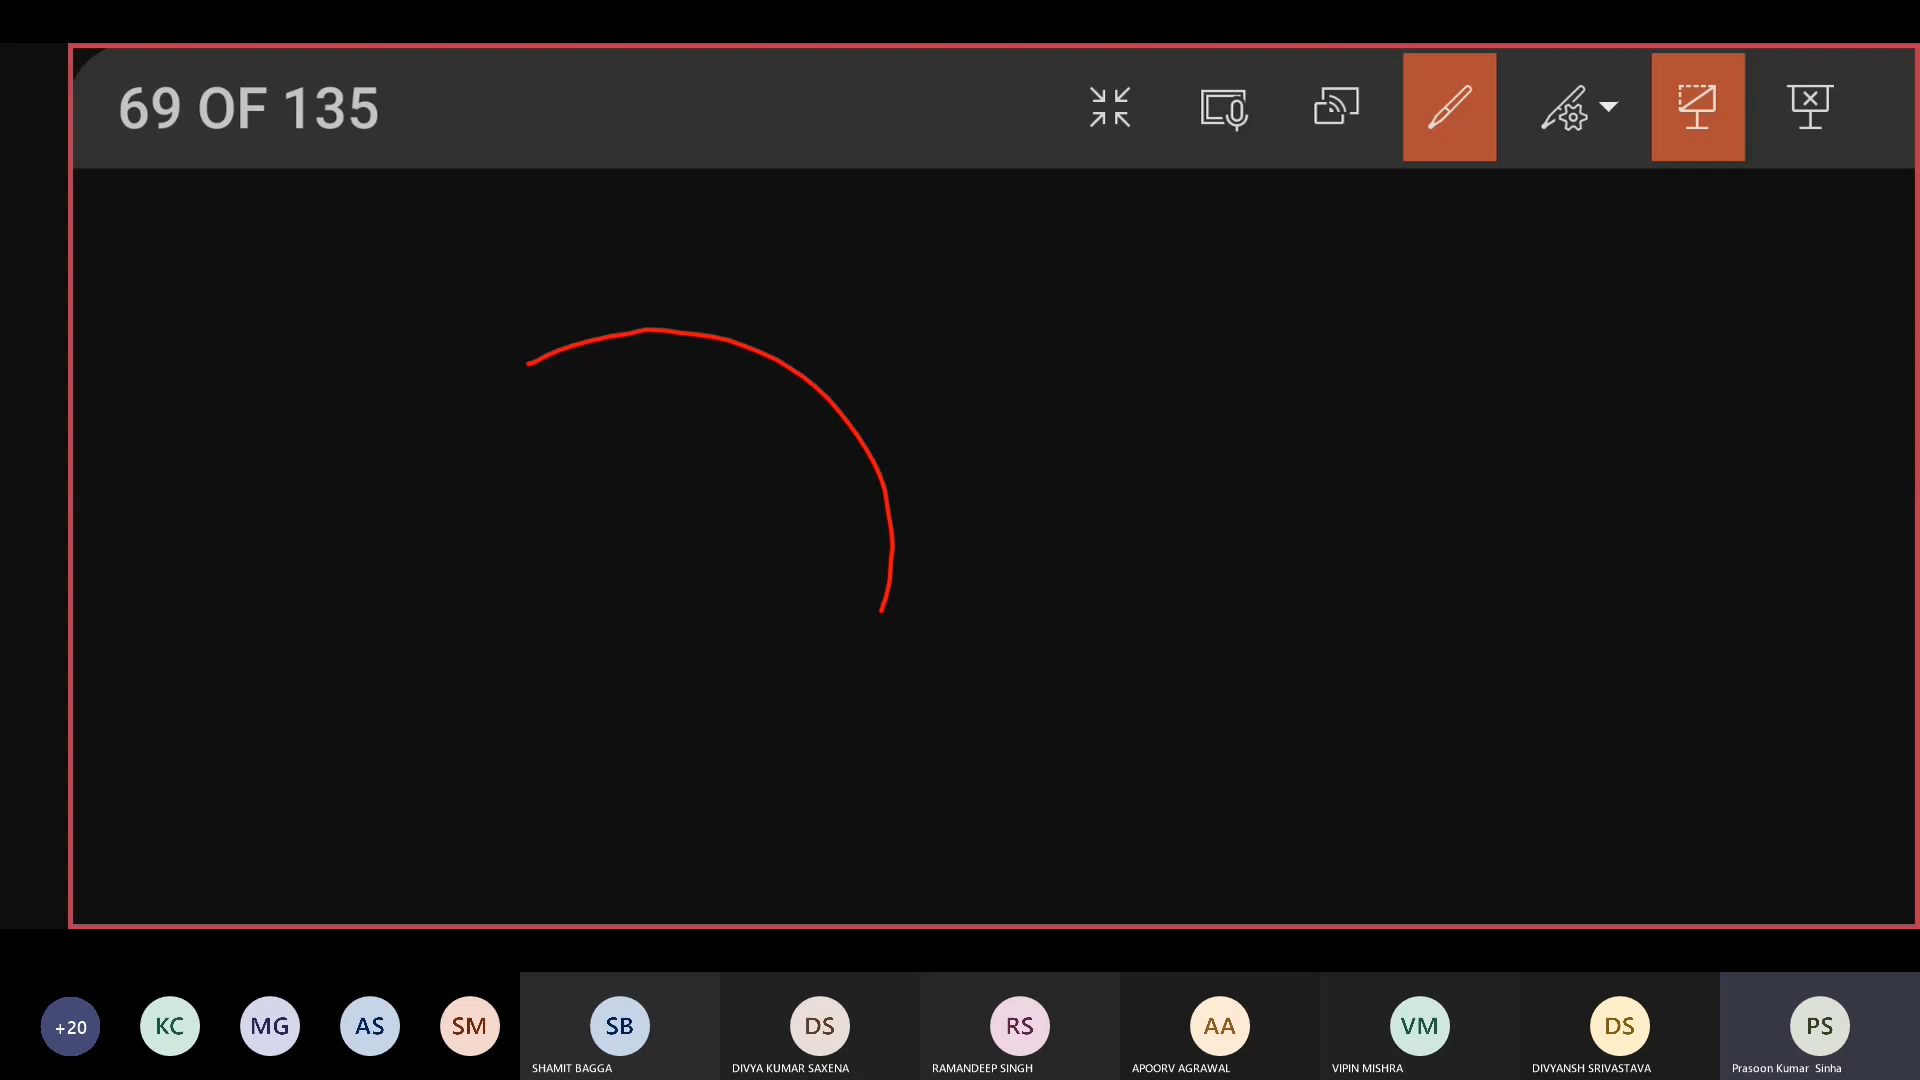 69 OF 135
+20
KC
MG
AS
SM
SB
DS
RS
AA
VM
DS
PS
SHAMIT BAGGA
DIVYA KUMAR SAXENA
RAMANDEEP SINGH
APOORV AGRAWAL
VIPIN MISHRA
DIVYANSH SRIVASTAVA
Prasoon Kumar Sinha